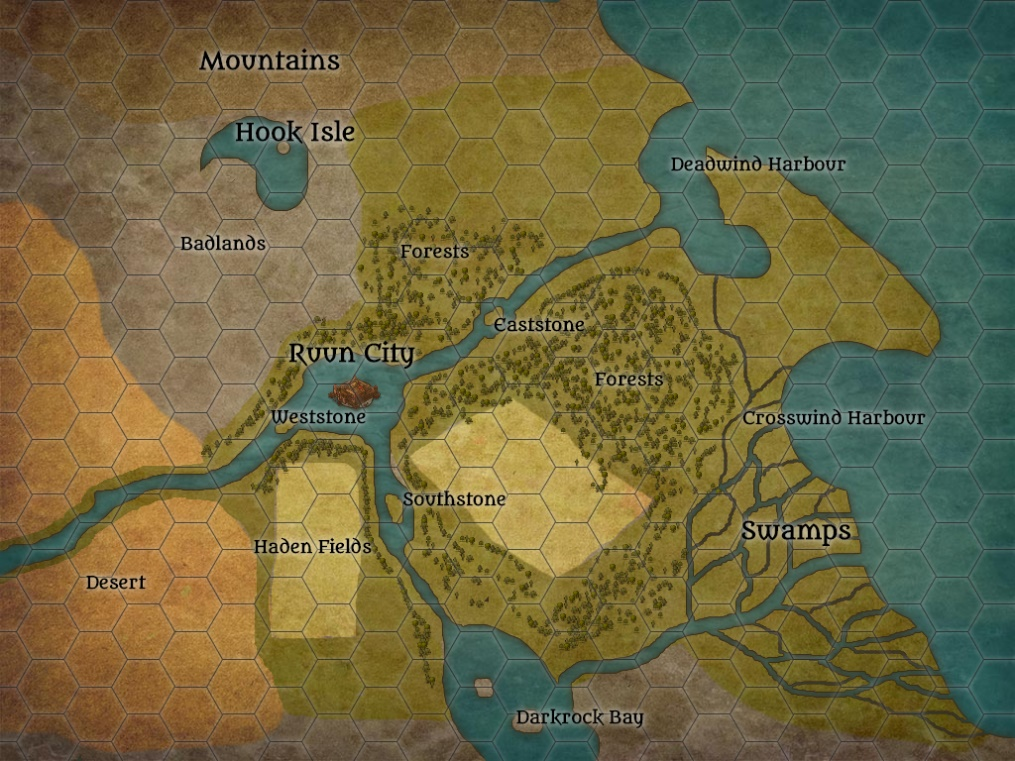 Mountains
Hook Isle
Deadwind Harbour
Badlands
Forests
Eaststone
Ruun City
Forests
Weststone
Crosswind Harbour
Southstone
Swamps
Haden Fields
Desert
Darkrock Bay